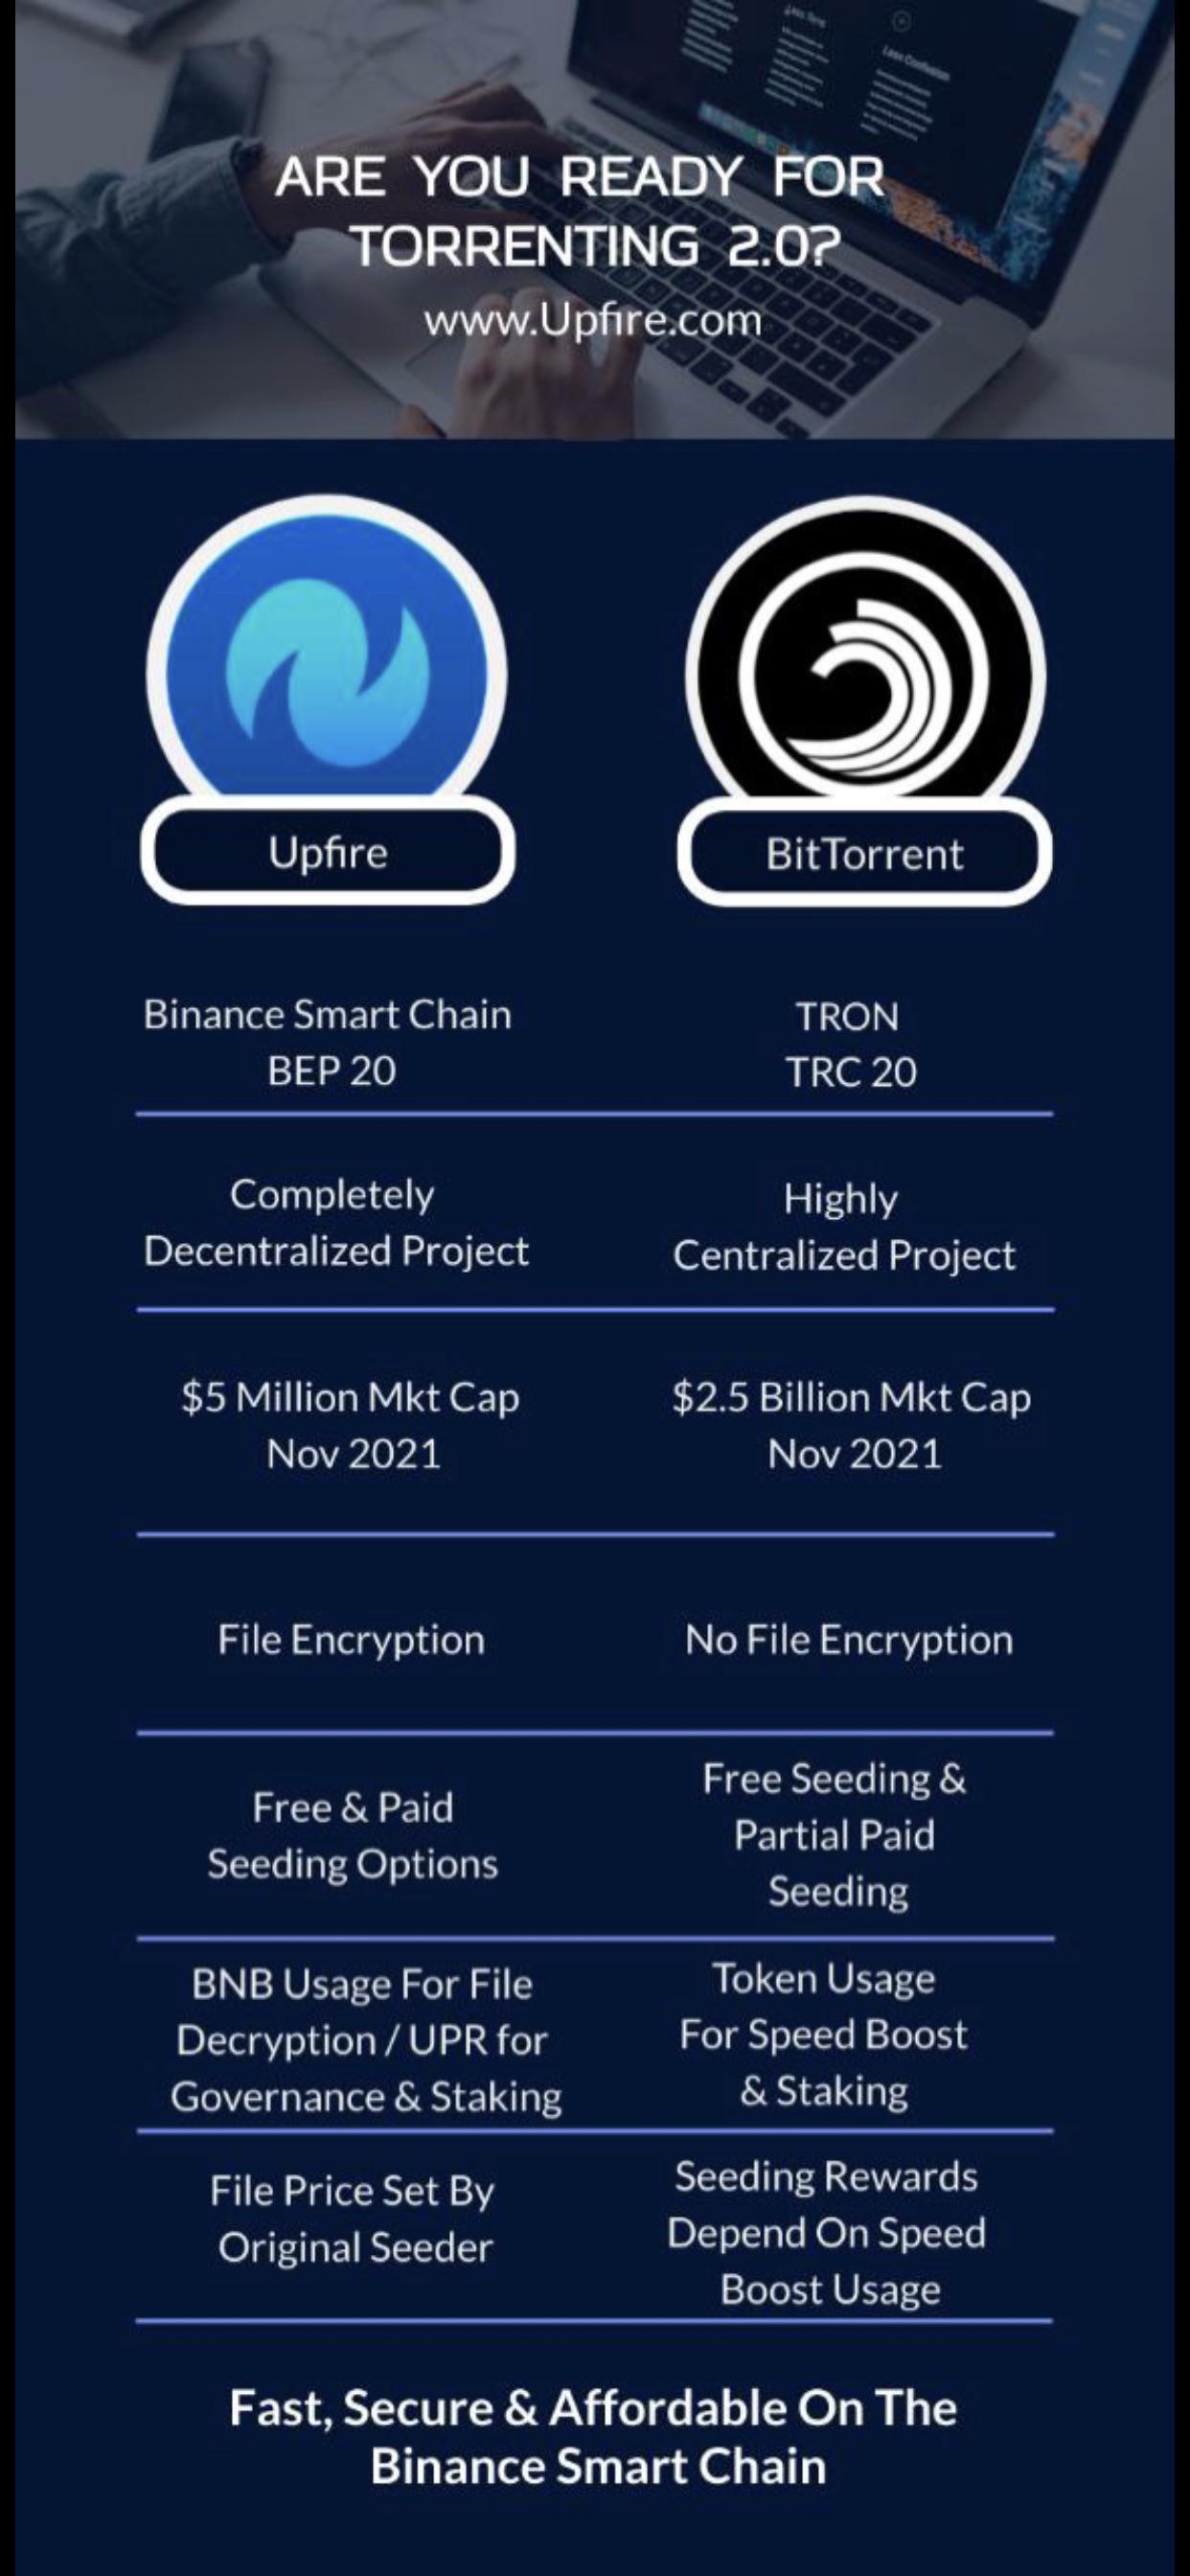 Less Confusion
ARE YOU READY FOR
TORRENTING 2.0?
www.Upfire.com
Upfire
BitTorrent
Binance Smart Chain
BEP 20
TRON
TRC 20
Completely
Decentralized Project
Highly
Centralized Project
$5 Million Mkt Cap
Nov 2021
$2.5 Billion Mkt Cap
Nov 2021
File Encryption
No File Encryption
Free & Paid
Seeding Options
Free Seeding &
Partial Paid
Seeding
BNB Usage For File
Decryption / UPR for
Governance & Staking
Token Usage
For Speed Boost
& Staking
File Price Set By
Original Seeder
Seeding Rewards
Depend On Speed
Boost Usage
Fast, Secure & Affordable On The
Binance Smart Chain